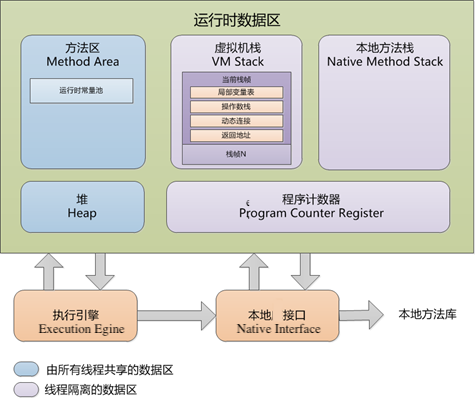 运行时数据区
方法区
Method Area
运行时常量池
虚拟机栈
VM Stack
当前栈帧
局部变量表
操作数栈
动态连接
返回地址
栈帧N
本地方法栈
Native Method Stack
堆
Heap
程序计数器
Program Counter Register
执行引擎
Execution Egine
本地 接口
Native Interface
本地方法库
由所有线程共享的数据区
线程隔离的数据区